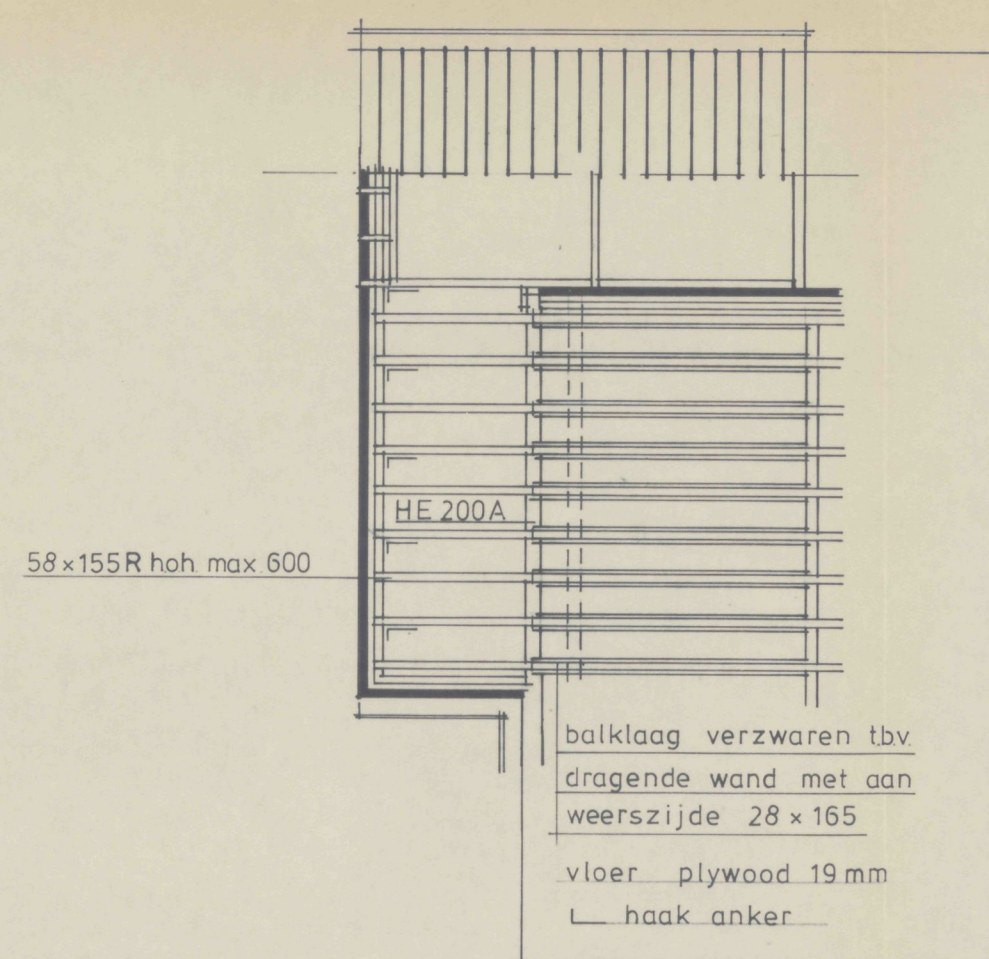 HE 200A
58×155R hoh. max. 600
balklaag verzwaren t.b.v.
dragende wand met aan
weerszijde 28 × 165
vloer plywood 19 mm
haak anker